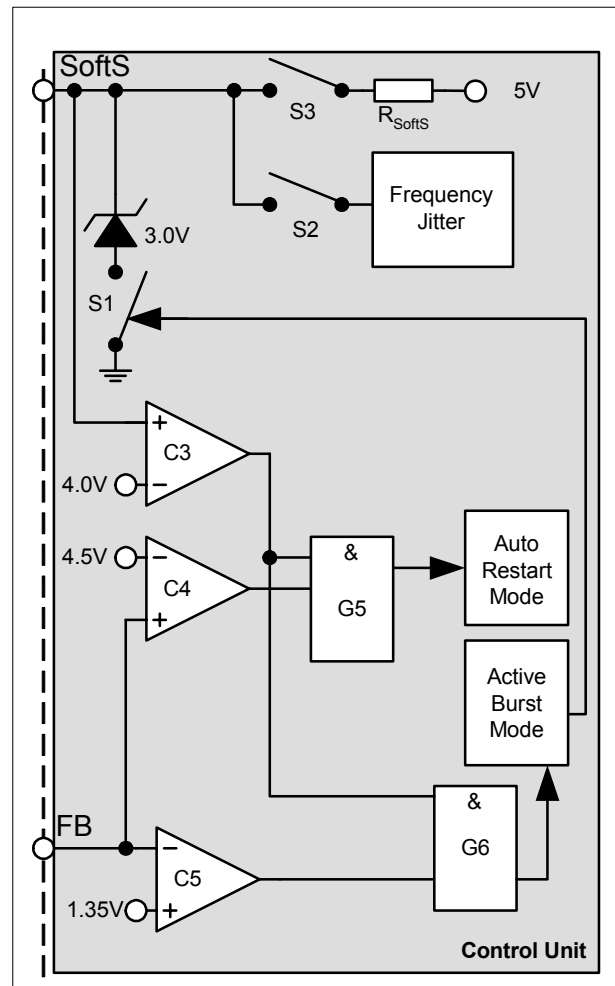 SoftS
5V
S3
R_SoftS
Frequency
Jitter
S2
3.0V
S1
+
C3
4.0V
−
4.5V
−
C4
+
&
G5
Auto
Restart
Mode
Active
Burst
Mode
&
G6
FB
−
C5
1.35V
+
Control Unit